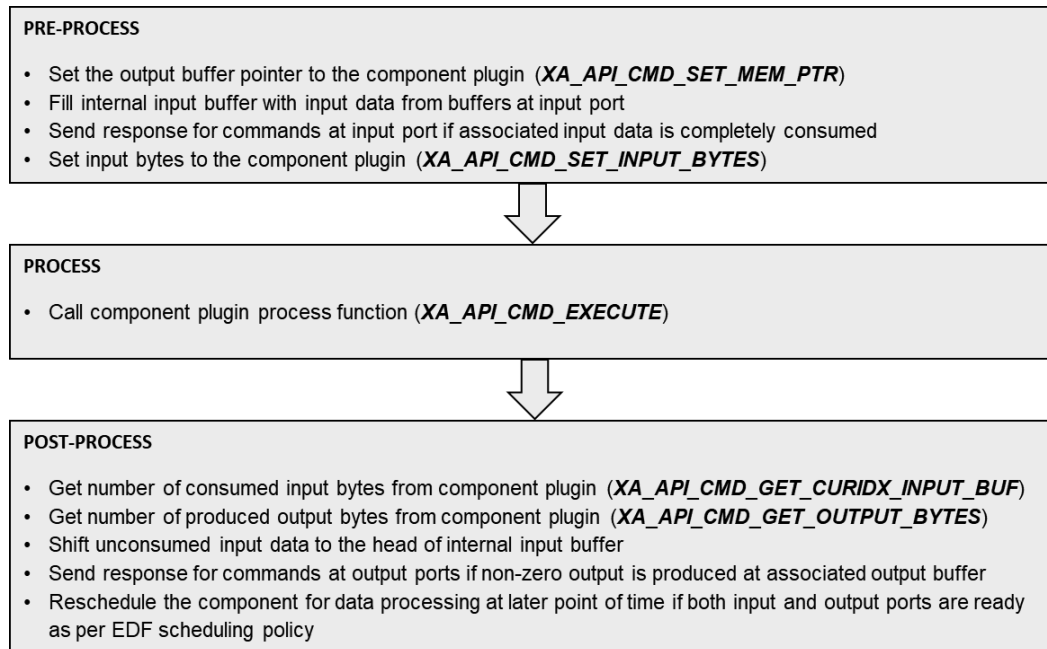 PRE-PROCESS
• Set the output buffer pointer to the component plugin (XA_API_CMD_SET_MEM_PTR)
• Fill internal input buffer with input data from buffers at input port
• Send response for commands at input port if associated input data is completely consumed
• Set input bytes to the component plugin (XA_API_CMD_SET_INPUT_BYTES)
PROCESS
• Call component plugin process function (XA_API_CMD_EXECUTE)
POST-PROCESS
• Get number of consumed input bytes from component plugin (XA_API_CMD_GET_CURIDX_INPUT_BUF)
• Get number of produced output bytes from component plugin (XA_API_CMD_GET_OUTPUT_BYTES)
• Shift unconsumed input data to the head of internal input buffer
• Send response for commands at output ports if non-zero output is produced at associated output buffer
• Reschedule the component for data processing at later point of time if both input and output ports are ready
as per EDF scheduling policy